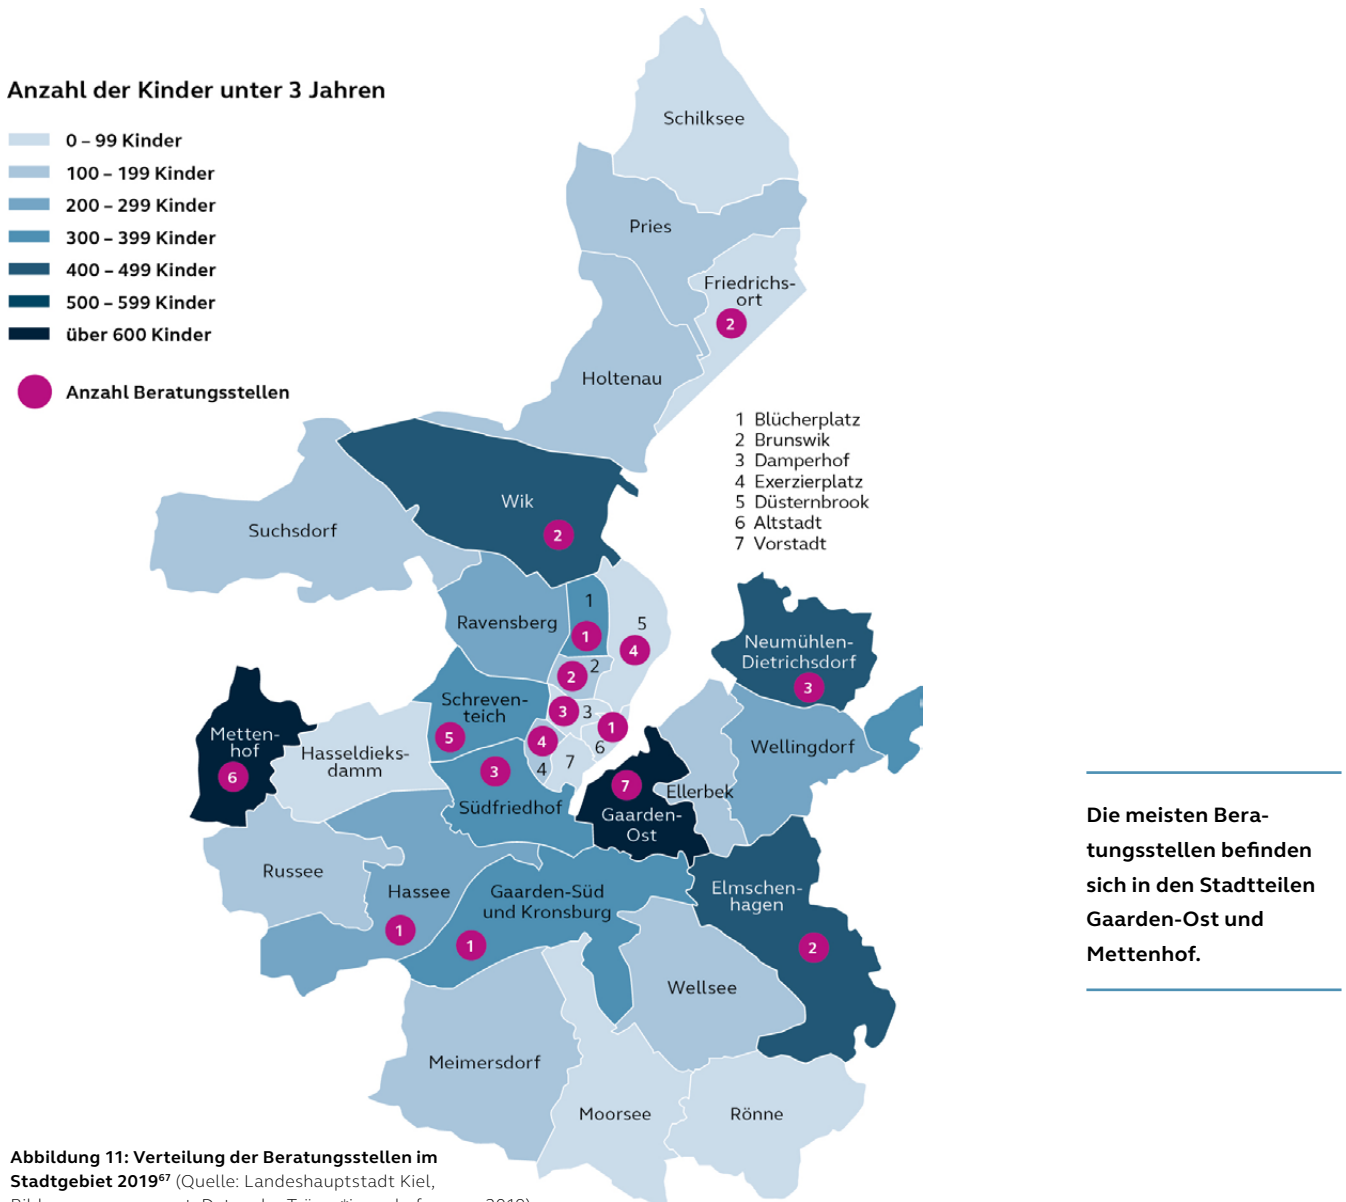 Anzahl der Kinder unter 3 Jahren
0 – 99 Kinder
100 – 199 Kinder
200 – 299 Kinder
300 – 399 Kinder
400 – 499 Kinder
500 – 599 Kinder
über 600 Kinder
Anzahl Beratungsstellen
Schilksee
Pries
Friedrichs-
ort
2
Holtenau
1 Blücherplatz
2 Brunswik
3 Damperhof
4 Exerzierplatz
5 Düsternbrook
6 Altstadt
7 Vorstadt
Wik
2
Suchsdorf
Ravensberg
1
1
5
4
2
2
Neumühlen-
Dietrichsdorf
3
Schreven-
teich
5
3
3
1
6
4
4
7
Metten-
hof
6
Hasseldieks-
damm
3
Südfriedhof
7
Gaarden-
Ost
Ellerbek
Wellingdorf
Russee
Hassee
1
Gaarden-Süd
und Kronsburg
1
Elmschen-
hagen
2
Wellsee
Meimersdorf
Moorsee
Rönne
Die meisten Bera-
tungsstellen befinden
sich in den Stadtteilen
Gaarden-Ost und
Mettenhof.
Abbildung 11: Verteilung der Beratungsstellen im
Stadtgebiet 2019⁶⁷ (Quelle: Landeshauptstadt Kiel,